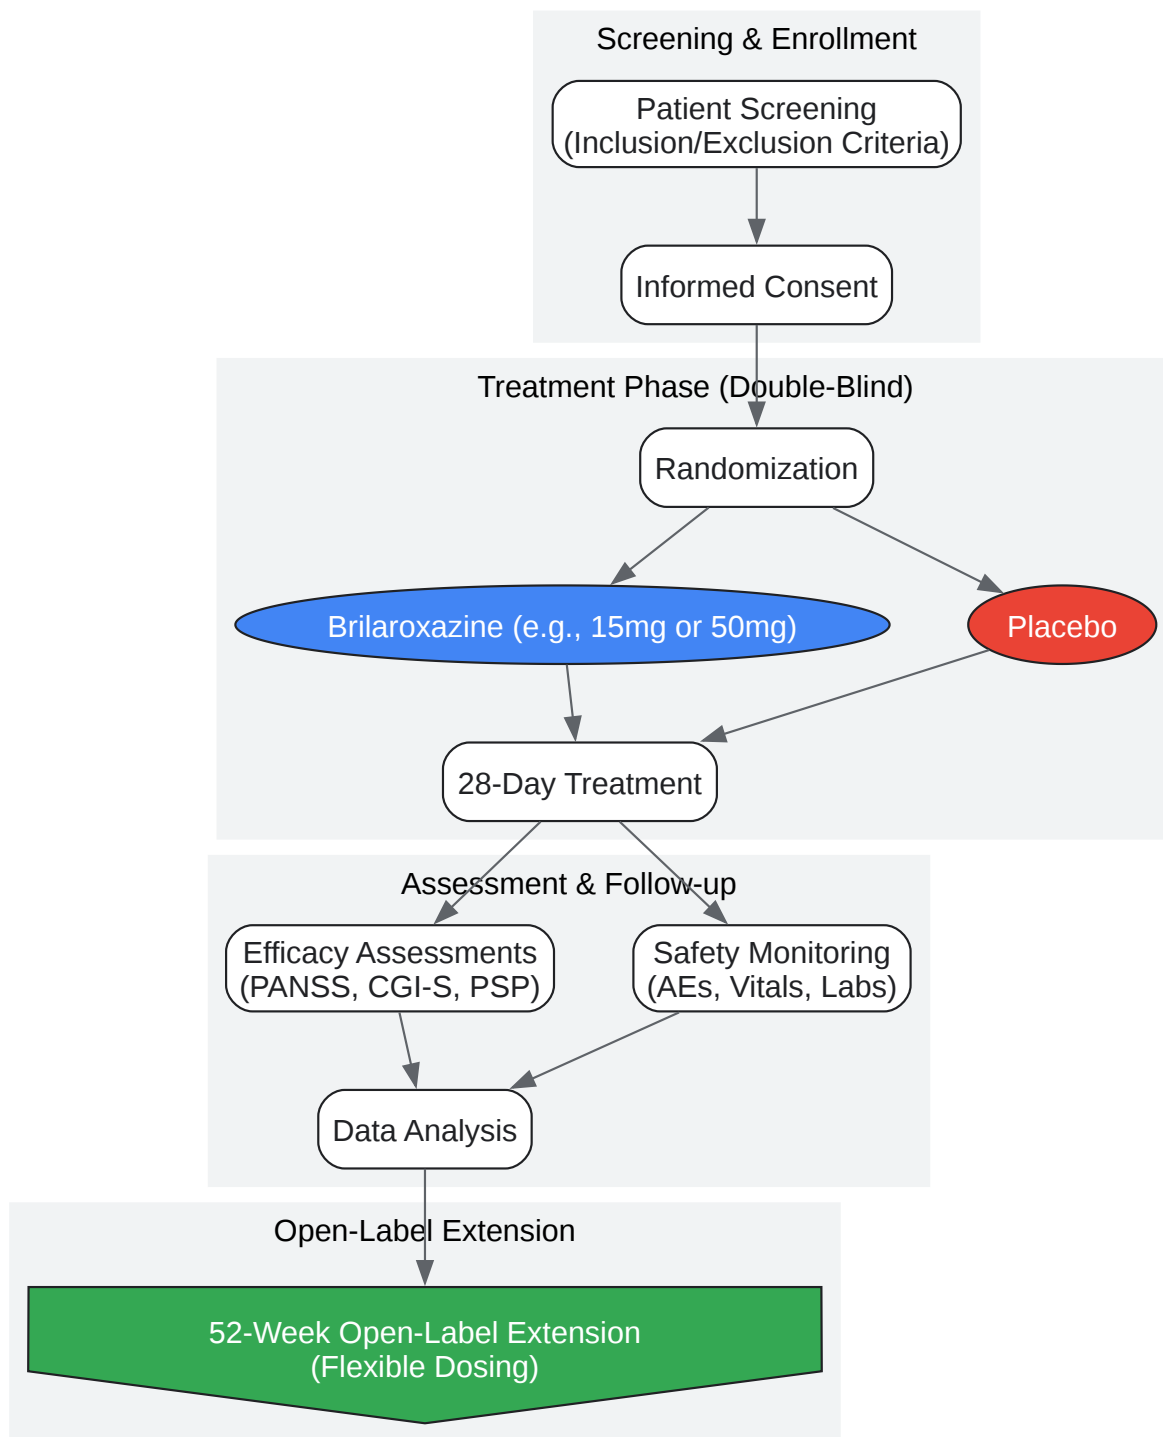 Screening & Enrollment
Patient Screening
(Inclusion/Exclusion Criteria)
Informed Consent
Treatment Phase (Double-Blind)
Randomization
Brilaroxazine (e.g., 15mg or 50mg)
Placebo
28-Day Treatment
Assessment & Follow-up
Efficacy Assessments
(PANSS, CGI-S, PSP)
Safety Monitoring
(AEs, Vitals, Labs)
Data Analysis
Open-Label Extension
52-Week Open-Label Extension
(Flexible Dosing)